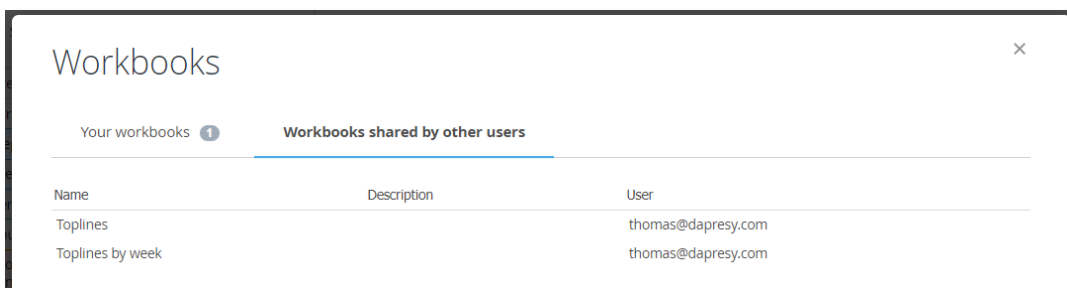 Workbooks
×
Your workbooks 1 Workbooks shared by other users
Name Description User
Toplines thomas@dapresy.com
Toplines by week thomas@dapresy.com